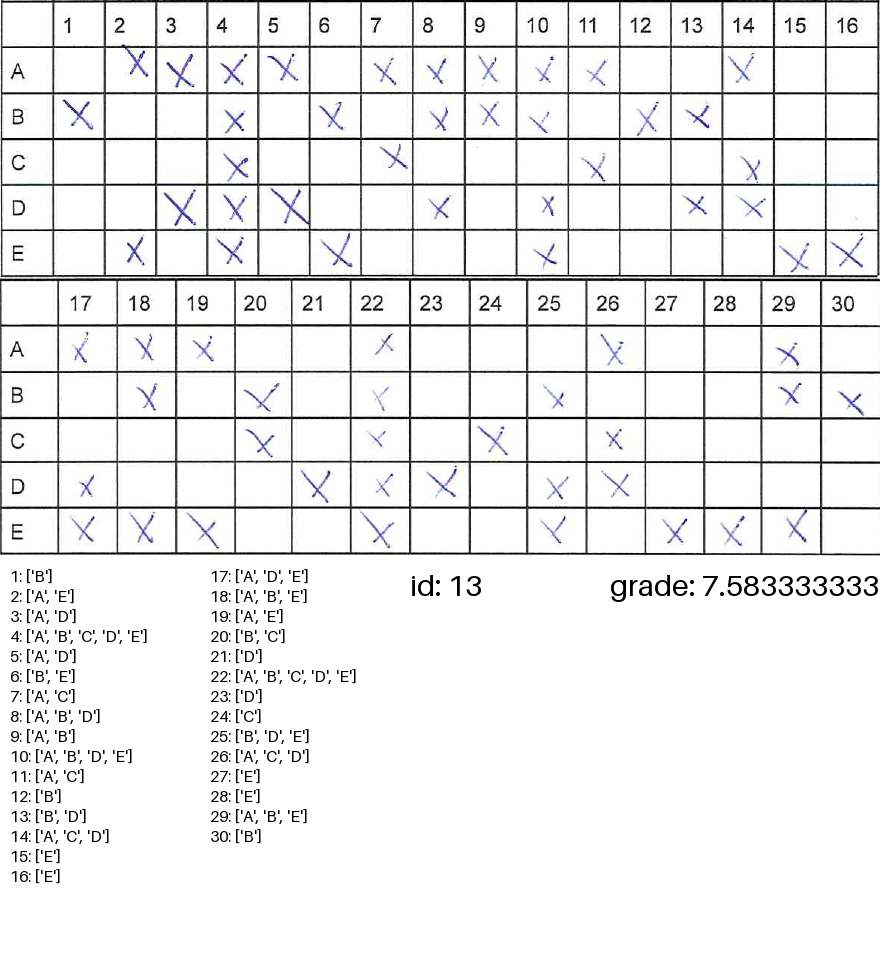 1 2 3 4 5 6 7 8 9 10 11 12 13 14 15 16
A X X X X X X X X X X
B X X X X X X X X
C X X X X
D X X X X X X X
E X X X X X X
17 18 19 20 21 22 23 24 25 26 27 28 29 30
A X X X X X X
B X X X X X X
C X X X X
D X X X X X X
E X X X X X X X X
1: ['B']
2: ['A', 'E']
3: ['A', 'D']
4: ['A', 'B', 'C', 'D', 'E']
5: ['A', 'D']
6: ['B', 'E']
7: ['A', 'C']
8: ['A', 'B', 'D']
9: ['A', 'B']
10: ['A', 'B', 'D', 'E']
11: ['A', 'C']
12: ['B']
13: ['B', 'D']
14: ['A', 'C', 'D']
15: ['E']
16: ['E']
17: ['A', 'D', 'E']
18: ['A', 'B', 'E']
19: ['A', 'E']
20: ['B', 'C']
21: ['D']
22: ['A', 'B', 'C', 'D', 'E']
23: ['D']
24: ['C']
25: ['B', 'D', 'E']
26: ['A', 'C', 'D']
27: ['E']
28: ['E']
29: ['A', 'B', 'E']
30: ['B']
id: 13
grade: 7.583333333